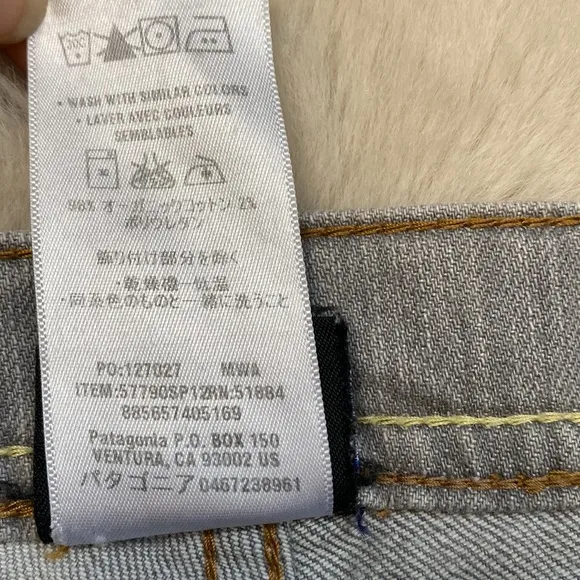 • WASH WITH SIMILAR COLORS
• LAVER AVEC COULEURS
SEMBLABLES
98% オーガニックコットン 2%
ポリウレタン
飾り付け部分を除く
・乾燥機－低温
・同系色のものと一緒に洗うこと
PO:127027 MWA
ITEM:57790SP12RN:51884
885657405169
Patagonia P.O. BOX 150
VENTURA, CA 93002 US
パタゴニア 0467238961